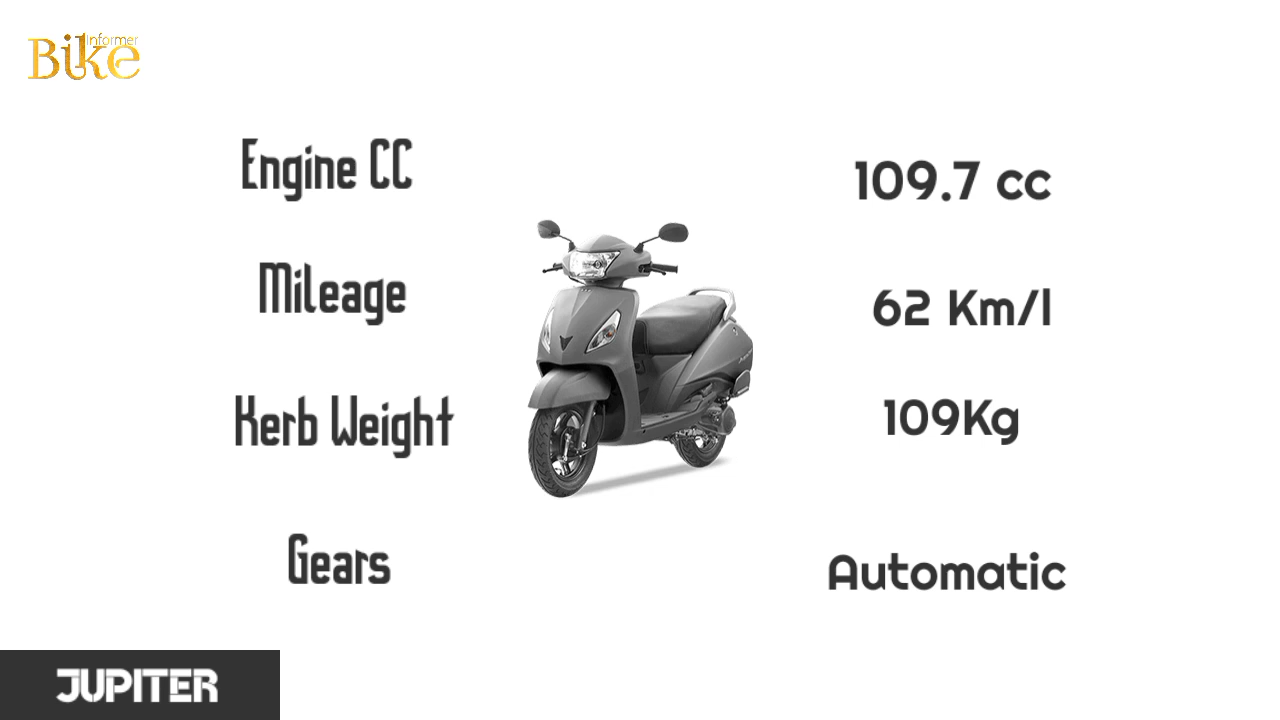 Bike Informer
Engine CC
109.7 cc
Mileage
62 Km/l
Kerb Weight
109Kg
Gears
Automatic
JUPITER